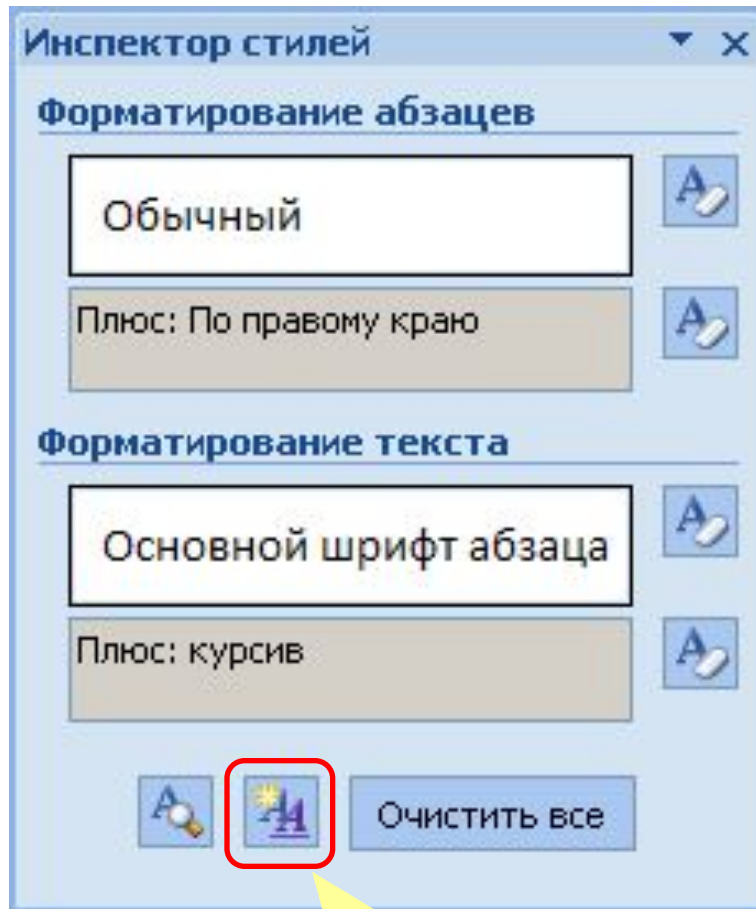 Инспектор стилей
Форматирование абзацев
Обычный
Плюс: По правому краю
Форматирование текста
Основной шрифт абзаца
Плюс: курсив
Очистить все